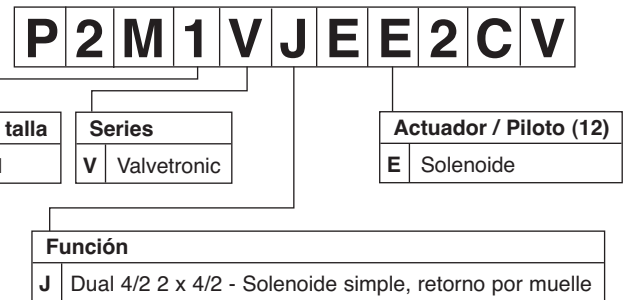 P2M1VJEE2CV
talla
Series
Actuador / Piloto (12)
V Valvetronic
E Solenoide
Función
J Dual 4/2 2 x 4/2 - Solenoide simple, retorno por muelle